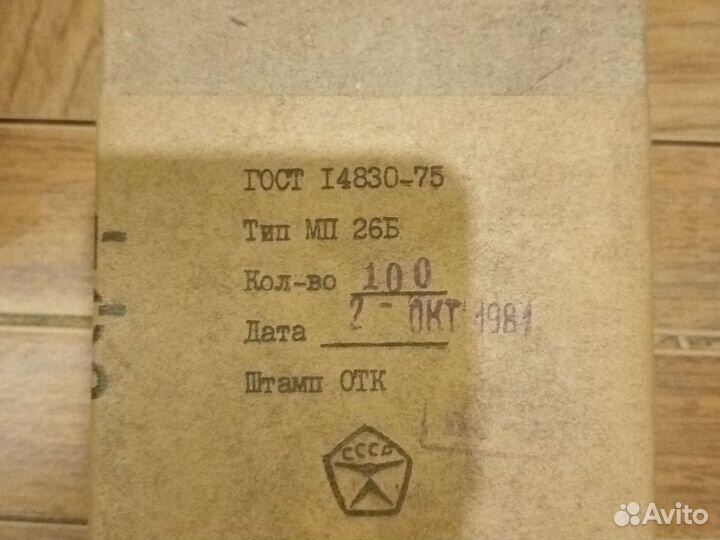 ГОСТ I4830-75
Тип МП 26Б
Кол-во 100
Дата 2 - ОКТ 1981
Штамп ОТК
СССР
Avito